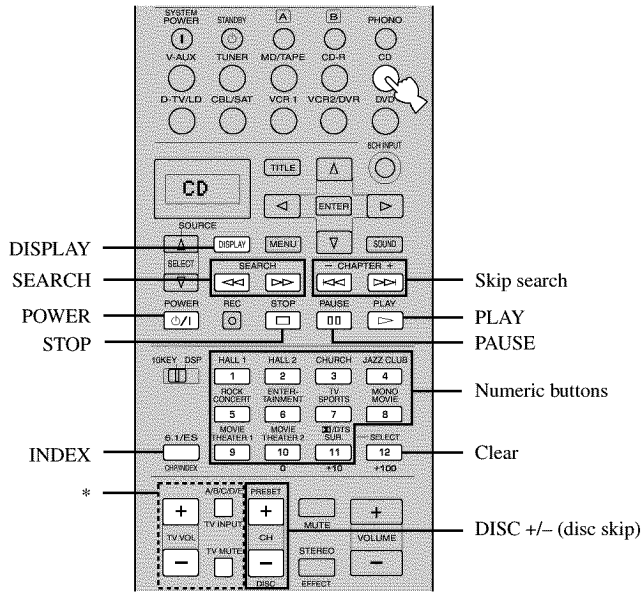 SYSTEM
POWER STANDBY A B PHONO
V-AUX TUNER MD/TAPE CD-R CD
D-TV/LD CBL/SAT VCR 1 VCR2/DVR DVD
6CH INPUT
TITLE
CD
ENTER
SOURCE
SELECT
DISPLAY
DISPLAY MENU SOUND
SEARCH
SEARCH – CHAPTER +
Skip search
POWER
POWER REC STOP PAUSE PLAY
PLAY
STOP
PAUSE
10KEY DSP
HALL 1 HALL 2 CHURCH JAZZ CLUB
1 2 3 4
Numeric buttons
ROCK CONCERT ENTER-TAINMENT TV SPORTS MONO MOVIE
5 6 7 8
MOVIE THEATER 1 MOVIE THEATER 2 /DTS SUR. SELECT
INDEX
6.1/ES
9 10 11 12
Clear
CHP/INDEX 0 +10 +100
*
A/B/C/D/E PRESET
+ + +
TV VOL TV INPUT CH MUTE VOLUME
DISC +/– (disc skip)
TV MUTE STEREO
– – –
DISC EFFECT